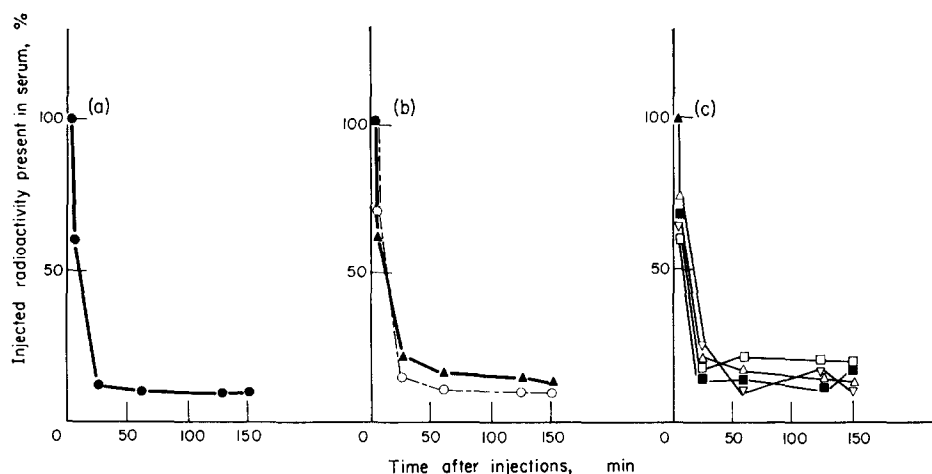 Injected radioactivity present in serum, %
(a)
100
50
0 50 100 150
(b)
100
50
0 50 100 150
(c)
100
50
0 50 100 150
Time after injections, min